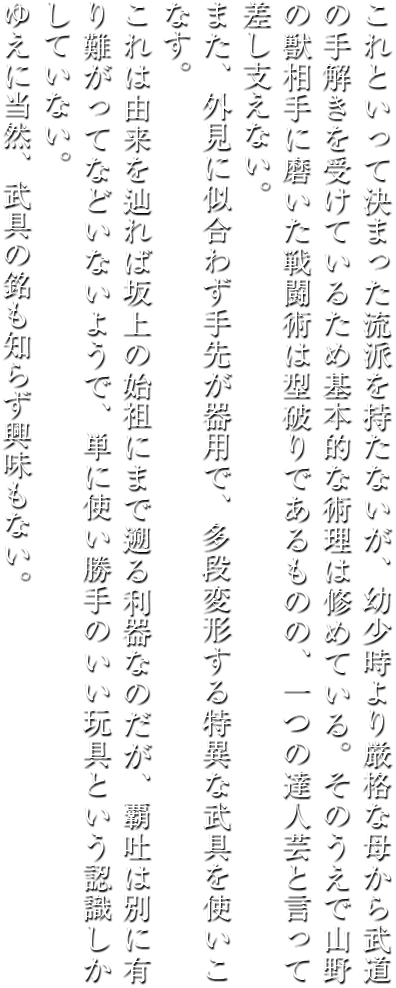 これといって決まった流派を持たないが、幼少時より厳格な母から武道
の手解きを受けているため基本的な術理は修めている。そのうえで山野
の獣相手に磨いた戦闘術は型破りであるものの、一つの達人芸と言って
差し支えない。
また、外見に似合わず手先が器用で、多段変形する特異な武具を使いこ
なす。
これは由来を辿れば坂上の始祖にまで遡る利器なのだが、覇吐は別に有
り難がってなどいないようで、単に使い勝手のいい玩具という認識しか
していない。
ゆえに当然、武具の銘も知らず興味もない。